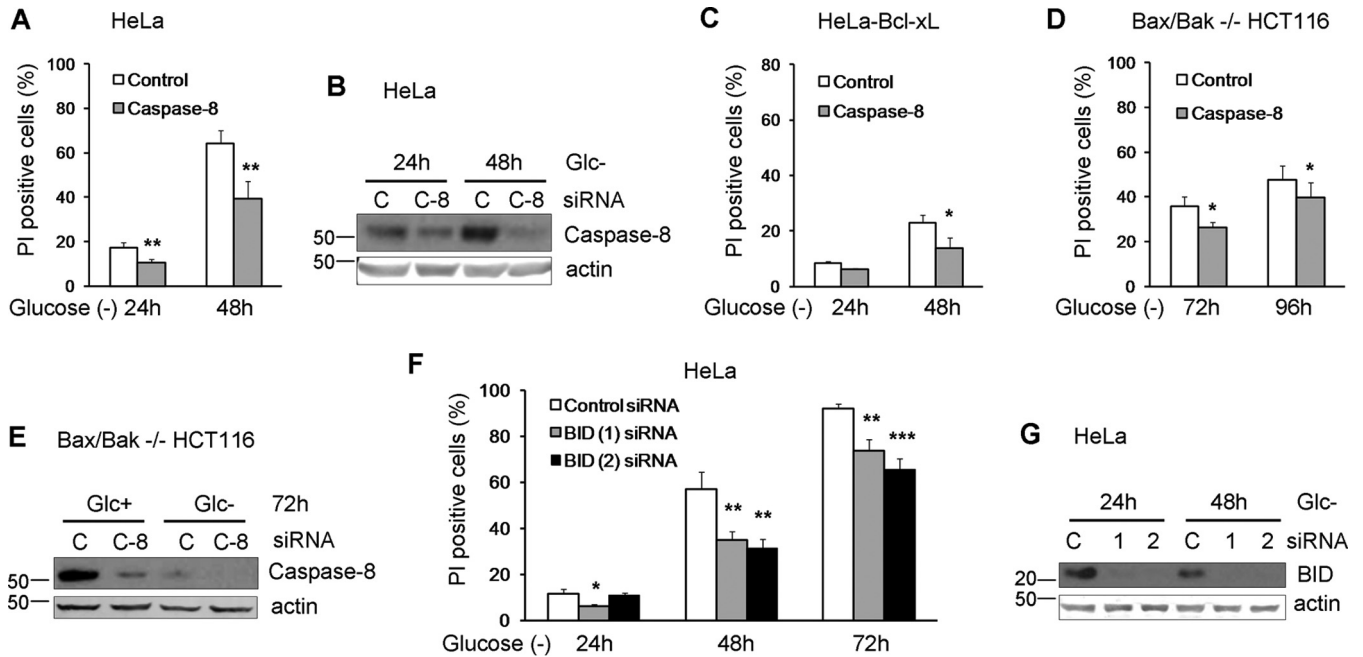 A
HeLa
PI positive cells (%)
100
80
60
40
20
0
Control
Caspase-8
**
**
Glucose (-) 24h 48h
B
HeLa
24h 48h Glc-
C C-8 C C-8 siRNA
50 Caspase-8
50 actin
C
HeLa-Bcl-xL
PI positive cells (%)
80
60
40
20
0
Control
Caspase-8
*
Glucose (-) 24h 48h
D
Bax/Bak -/- HCT116
PI positive cells (%)
100
80
60
40
20
0
Control
Caspase-8
*
*
Glucose (-) 72h 96h
E
Bax/Bak -/- HCT116
Glc+ Glc- 72h
C C-8 C C-8 siRNA
50 Caspase-8
50 actin
F
HeLa
PI positive cells (%)
100
80
60
40
20
0
Control siRNA
BID (1) siRNA
BID (2) siRNA
*
**
**
**
***
Glucose (-) 24h 48h 72h
G
HeLa
24h 48h Glc-
C 1 2 C 1 2 siRNA
20 BID
50 actin